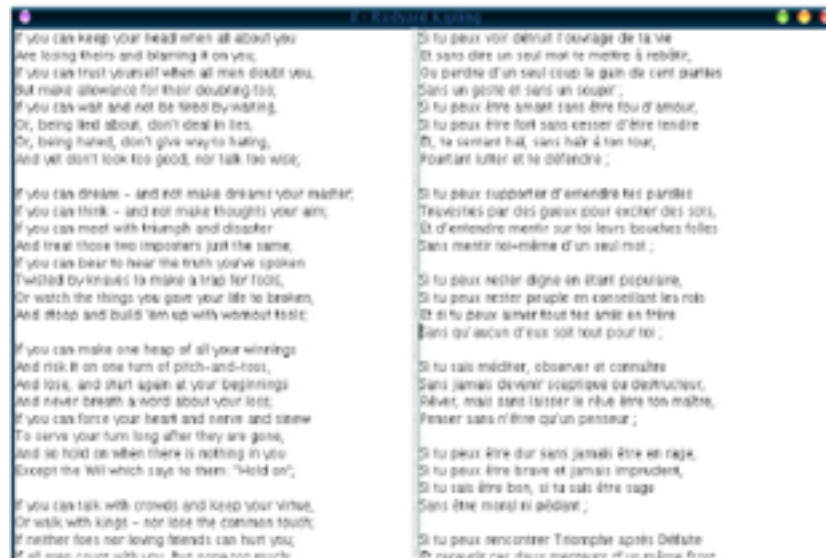 If - Rudyard Kipling
If you can keep your head when all about you
Are losing theirs and blaming it on you;
If you can trust yourself when all men doubt you,
But make allowance for their doubting too;
If you can wait and not be tired by waiting,
Or, being lied about, don't deal in lies,
Or, being hated, don't give way to hating,
And yet don't look too good, nor talk too wise;
If you can dream - and not make dreams your master;
If you can think - and not make thoughts your aim;
If you can meet with triumph and disaster
And treat those two imposters just the same;
If you can bear to hear the truth you've spoken
Twisted by knaves to make a trap for fools,
Or watch the things you gave your life to broken,
And stoop and build 'em up with wornout tools;
If you can make one heap of all your winnings
And risk it on one turn of pitch-and-toss,
And lose, and start again at your beginnings
And never breath a word about your loss;
If you can force your heart and nerve and sinew
To serve your turn long after they are gone,
And so hold on when there is nothing in you
Except the Will which says to them: "Hold on";
If you can talk with crowds and keep your virtue,
Or walk with kings - nor lose the common touch;
If neither foes nor loving friends can hurt you;
If all men count with you, But none too much;
Si tu peux voir détruit l'ouvrage de ta vie
Et sans dire un seul mot te mettre à rebâtir,
Ou perdre d'un seul coup le gain de cent parties
Sans un geste et sans un soupir ;
Si tu peux être amant sans être fou d'amour,
Si tu peux être fort sans cesser d'être tendre
Et, te sentant haï, sans haïr à ton tour,
Pourtant lutter et te défendre ;
Si tu peux supporter d'entendre tes paroles
Travesties par des gueux pour exciter des sots,
Et d'entendre mentir sur toi leurs bouches folles
Sans mentir toi-même d'un seul mot ;
Si tu peux rester digne en étant populaire,
Si tu peux rester peuple en conseillant les rois
Et si tu peux aimer tout tes amis en frère
Sans qu'aucun d'eux soit tout pour toi ;
Si tu sais méditer, observer et connaître
Sans jamais devenir sceptique ou destructeur,
Rêver, mais sans laisser le rêve être ton maître,
Penser sans n'être qu'un penseur ;
Si tu peux être dur sans jamais être en rage,
Si tu peux être brave et jamais imprudent,
Si tu sais être bon, si tu sais être sage
Sans être moral ni pédant ;
Si tu peux rencontrer Triomphe après Défaite
Et recevoir ces deux menteurs d'un même front,